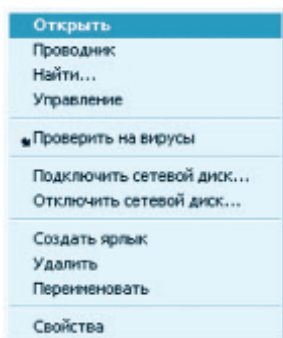 Открыть
Проводник
Найти...
Управление
Проверить на вирусы
Подключить сетевой диск...
Отключить сетевой диск...
Создать ярлык
Удалить
Переименовать
Свойства